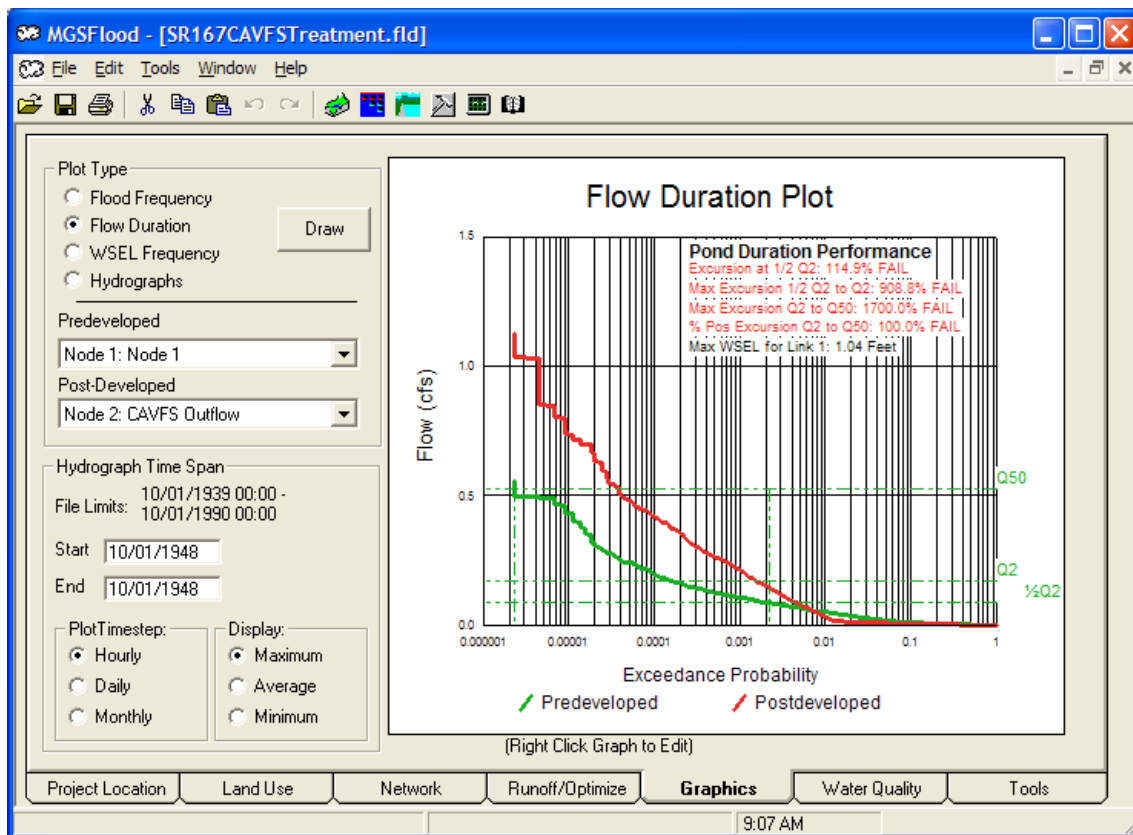 MGSFlood - [SR167CAVFSTreatment.fld]
File Edit Tools Window Help
Plot Type
Flood Frequency
Flow Duration
WSEL Frequency
Hydrographs
Draw
Predeveloped
Node 1: Node 1
Post-Developed
Node 2: CAVFS Outflow
Hydrograph Time Span
File Limits: 10/01/1939 00:00 -
10/01/1990 00:00
Start 10/01/1948
End 10/01/1948
PlotTimestep:
Hourly
Daily
Monthly
Display:
Maximum
Average
Minimum
Flow Duration Plot
Pond Duration Performance
Excursion at 1/2 Q2: 114.9% FAIL
Max Excursion 1/2 Q2 to Q2: 908.8% FAIL
Max Excursion Q2 to Q50: 1700.0% FAIL
% Pos Excursion Q2 to Q50: 100.0% FAIL
Max WSEL for Link 1: 1.04 Feet
1.5
1.0
0.5
0.0
Flow (cfs)
Q50
Q2
½Q2
0.000001 0.00001 0.0001 0.001 0.01 0.1 1
Exceedance Probability
Predeveloped Postdeveloped
(Right Click Graph to Edit)
Project Location Land Use Network Runoff/Optimize Graphics Water Quality Tools
9:07 AM